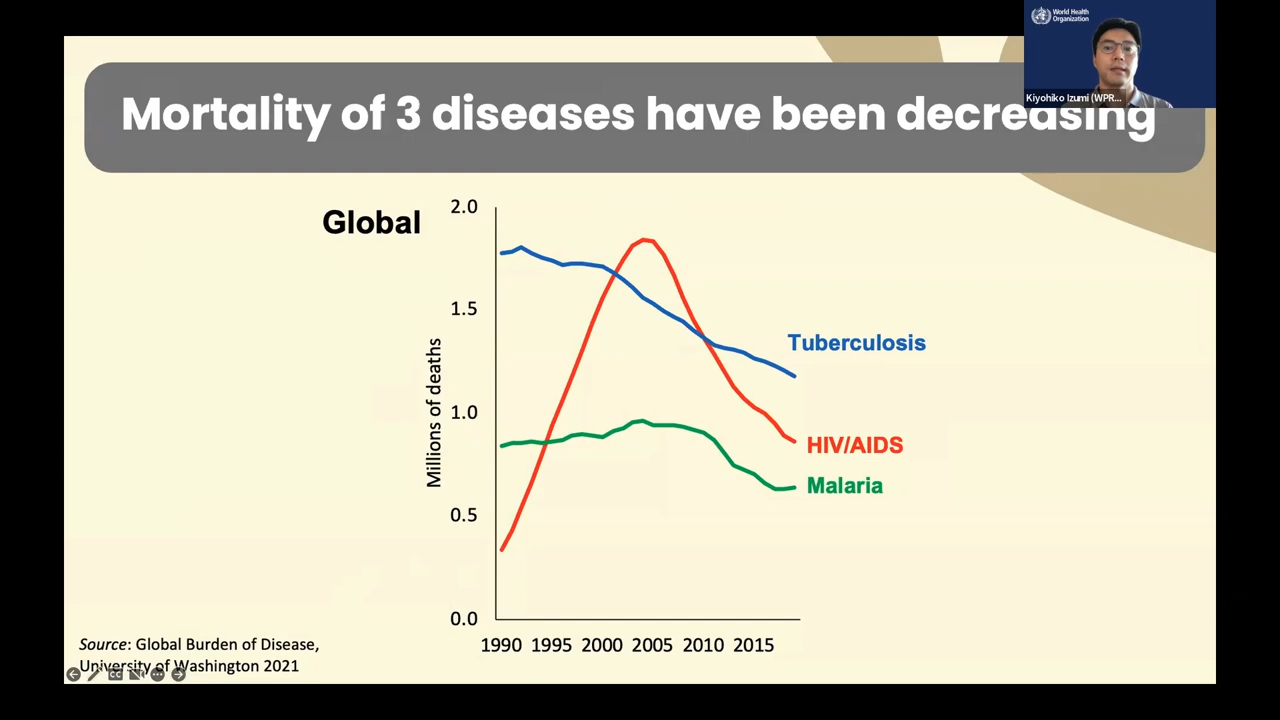 World Health
Organization
Kiyohiko Izumi (WPR...
Mortality of 3 diseases have been decreasing
Global
2.0
1.5
1.0
0.5
0.0
Millions of deaths
Tuberculosis
HIV/AIDS
Malaria
1990 1995 2000 2005 2010 2015
Source: Global Burden of Disease,
University of Washington 2021
CC